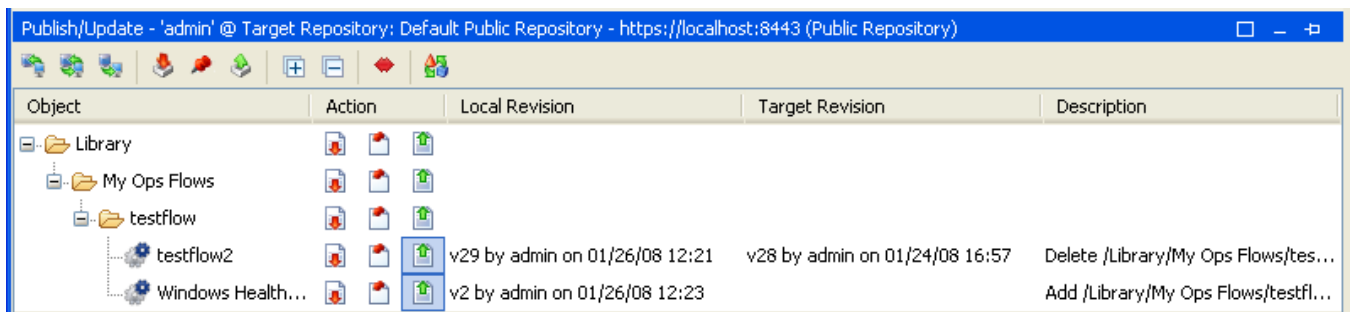 Publish/Update - 'admin' @ Target Repository: Default Public Repository - https://localhost:8443 (Public Repository)
Object Action Local Revision Target Revision Description
Library
My Ops Flows
testflow
testflow2 v29 by admin on 01/26/08 12:21 v28 by admin on 01/24/08 16:57 Delete /Library/My Ops Flows/tes...
Windows Health... v2 by admin on 01/26/08 12:23 Add /Library/My Ops Flows/testfl...